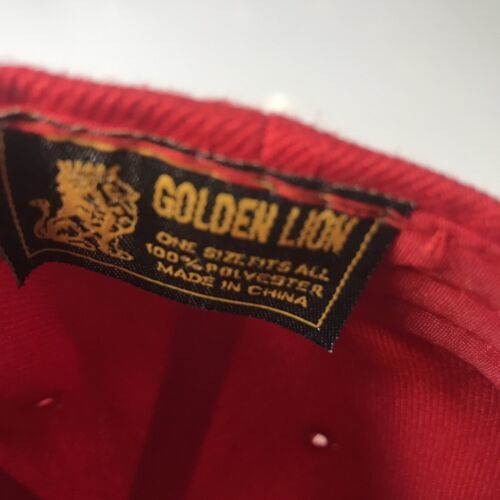 GOLDEN LION
ONE SIZE FITS ALL
100% POLYESTER
MADE IN CHINA